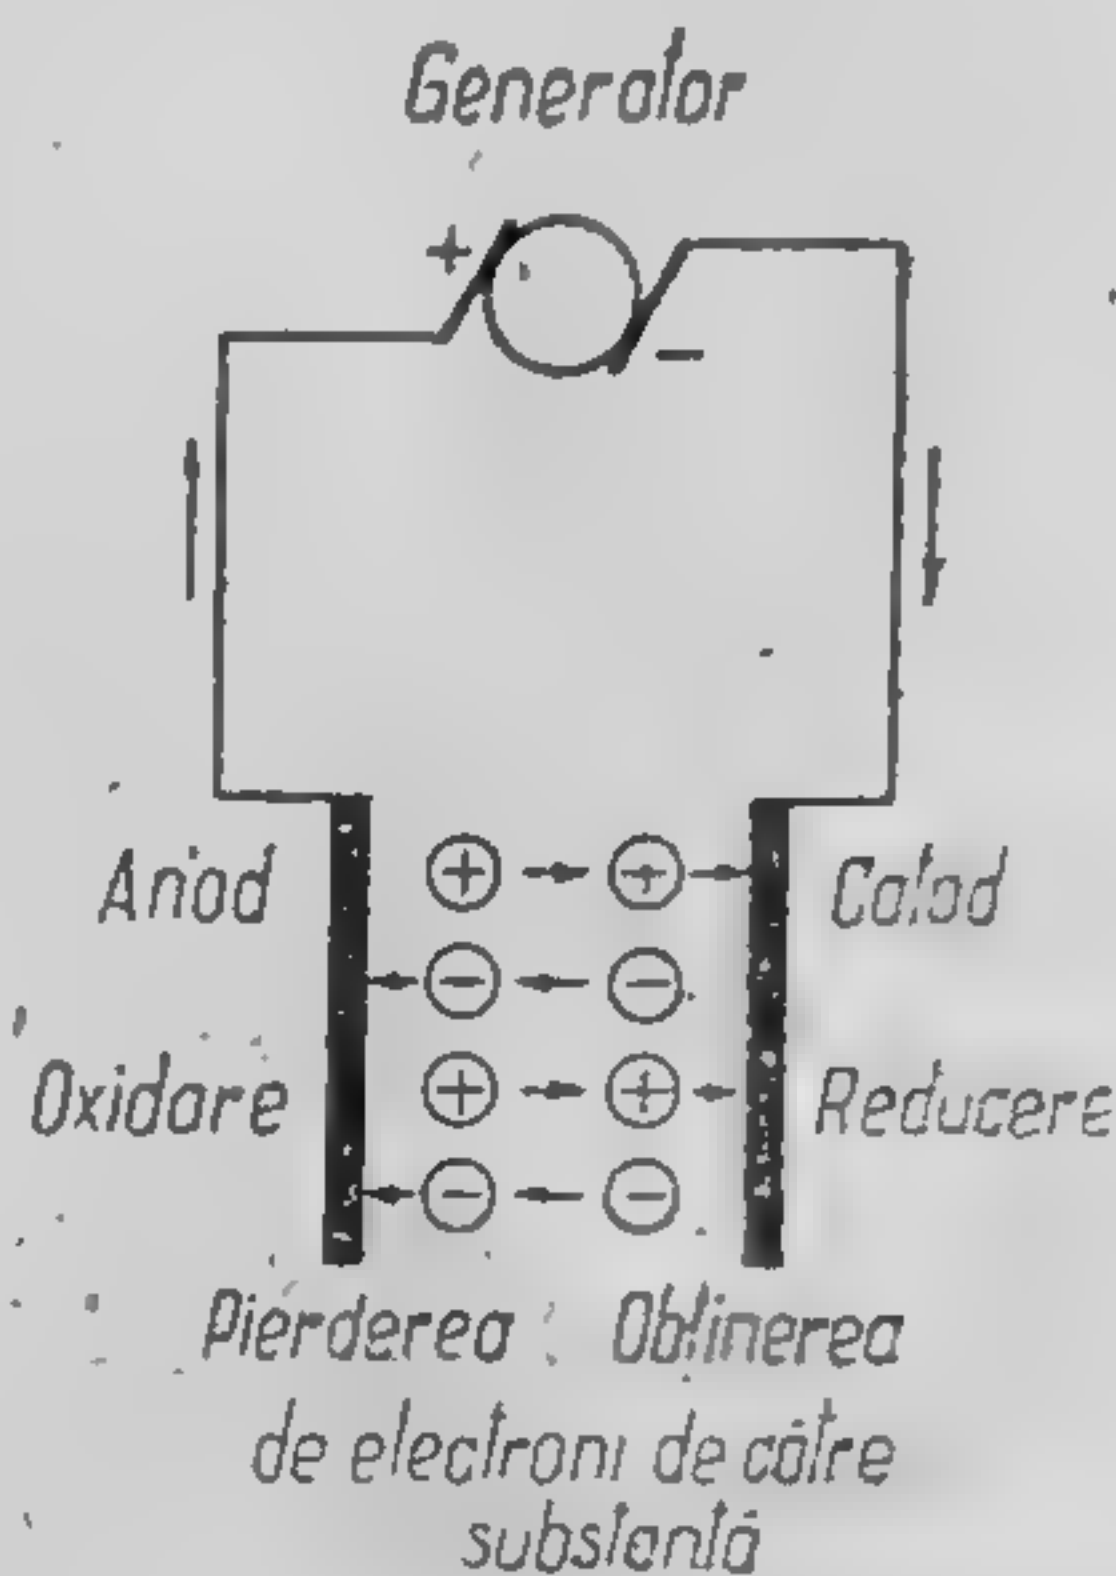 Generator
+
−
Anod
Catod
+ +
− −
Oxidare
Reducere
+ +
− −
Pierderea Obținerea
de electroni de către
substanță